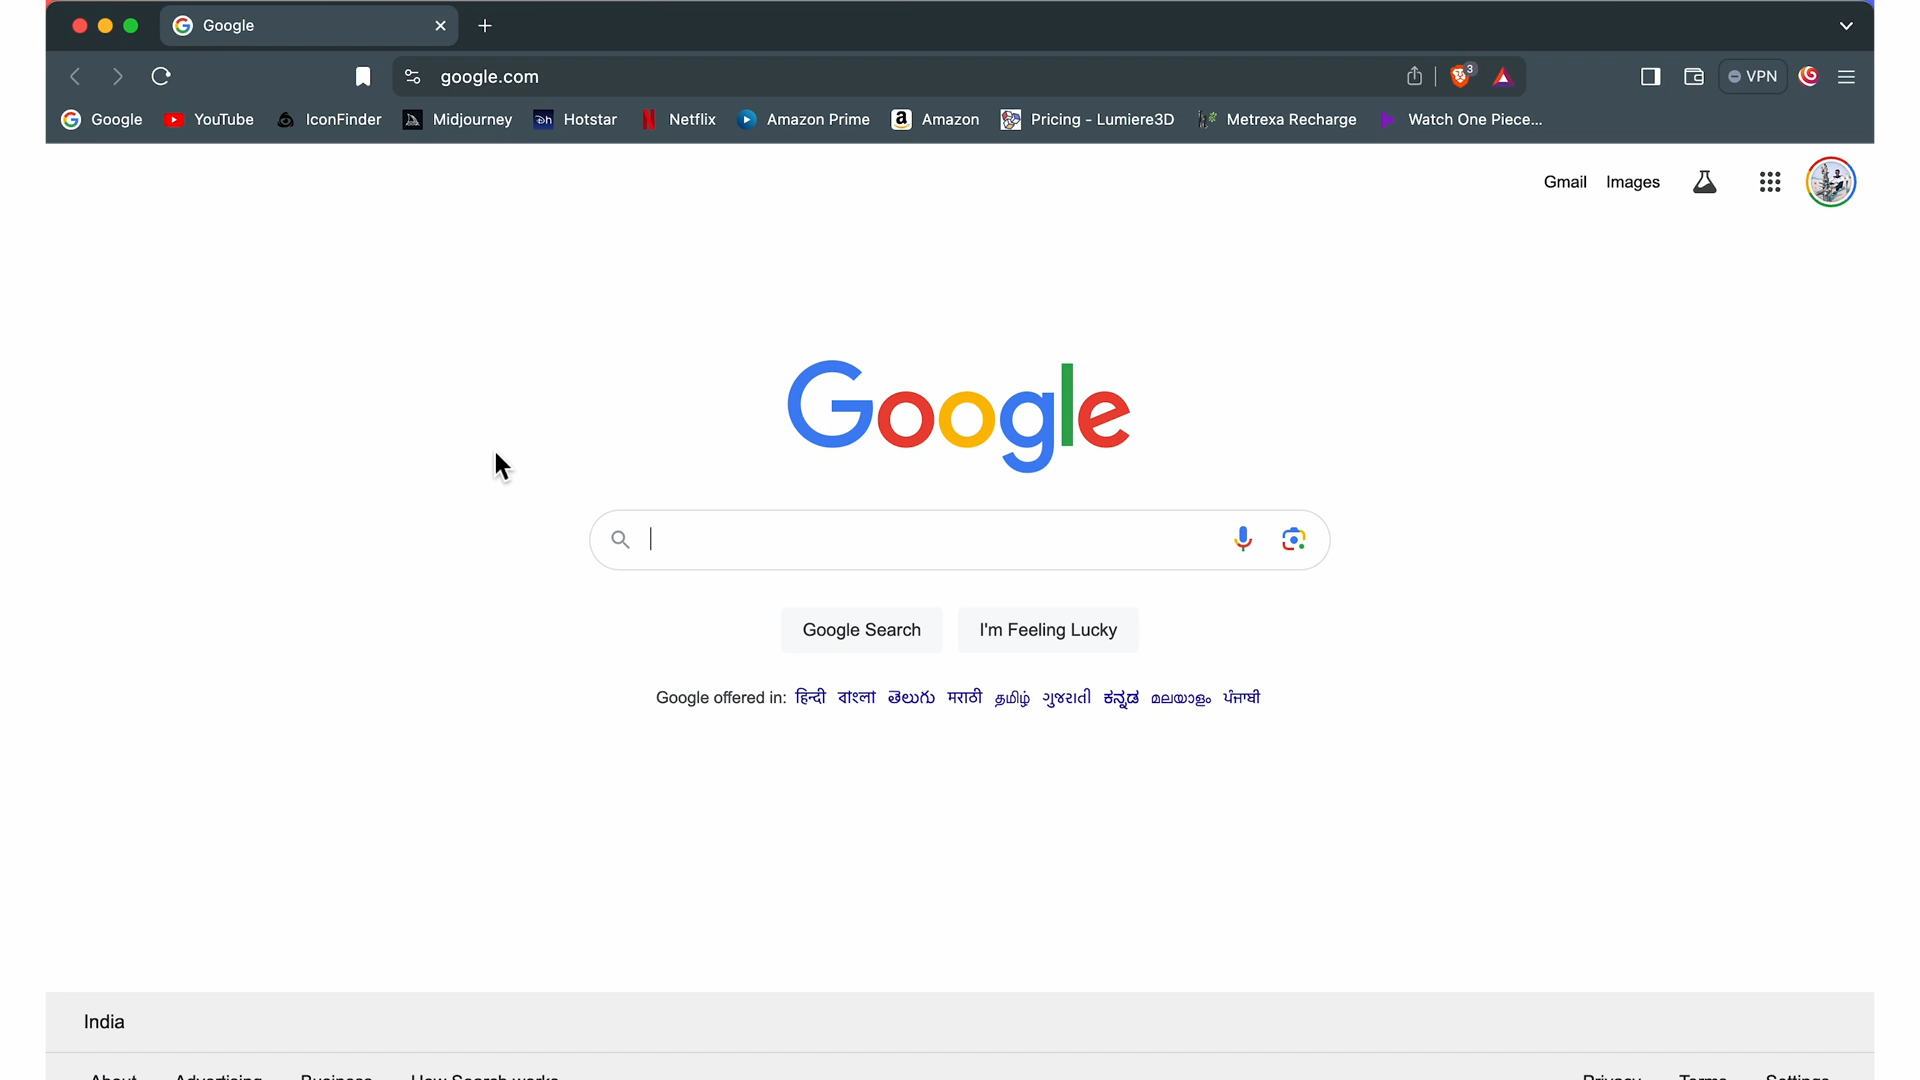 Google
google.com
3
VPN
Google YouTube IconFinder Midjourney Hotstar Netflix Amazon Prime Amazon Pricing - Lumiere3D Metrexa Recharge Watch One Piece...
Gmail Images
Google
Google Search I'm Feeling Lucky
Google offered in: हिन्दी বাংলা తెలుగు मराठी தமிழ் ગુજરાતી ಕನ್ನಡ മലയാളം ਪੰਜਾਬੀ
India
About Advertising Business How Search works Privacy Terms Settings